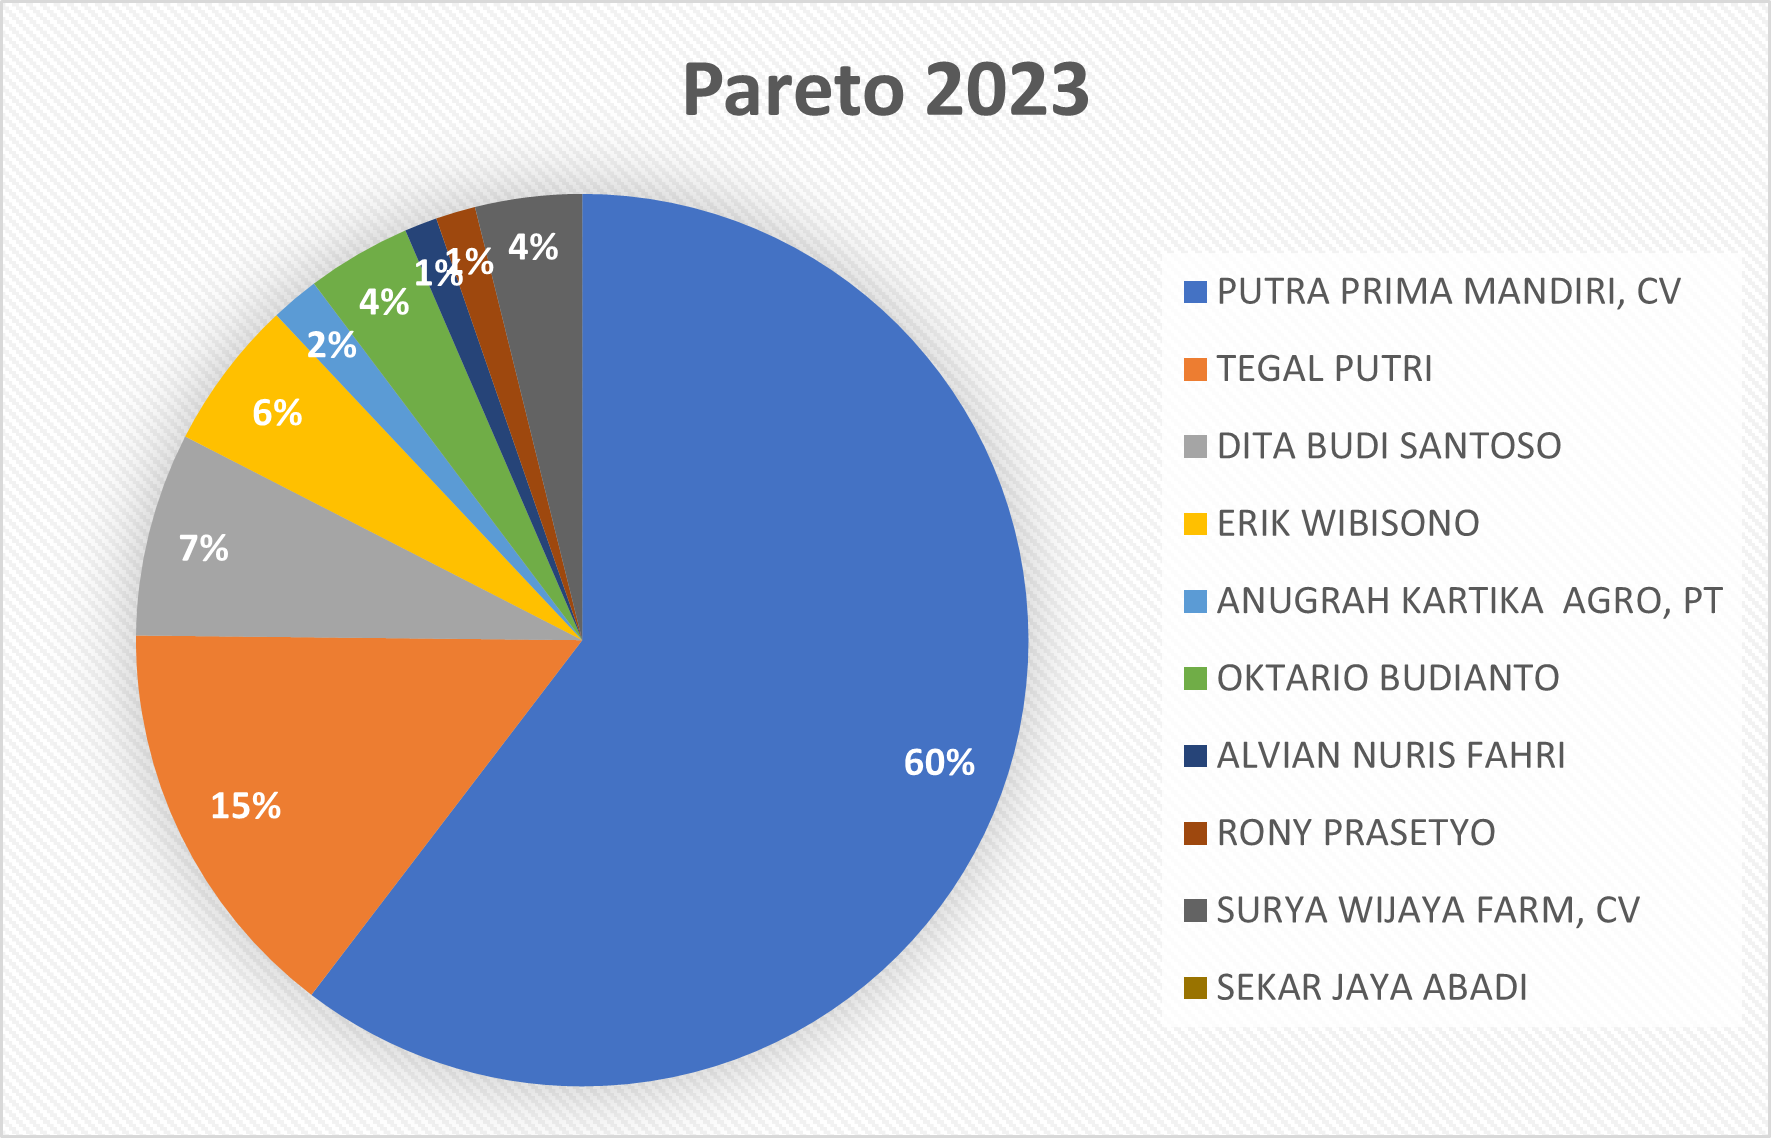 Pareto 2023
4%
1%
1%
4%
2%
6%
7%
15%
60%
PUTRA PRIMA MANDIRI, CV
TEGAL PUTRI
DITA BUDI SANTOSO
ERIK WIBISONO
ANUGRAH KARTIKA  AGRO, PT
OKTARIO BUDIANTO
ALVIAN NURIS FAHRI
RONY PRASETYO
SURYA WIJAYA FARM, CV
SEKAR JAYA ABADI